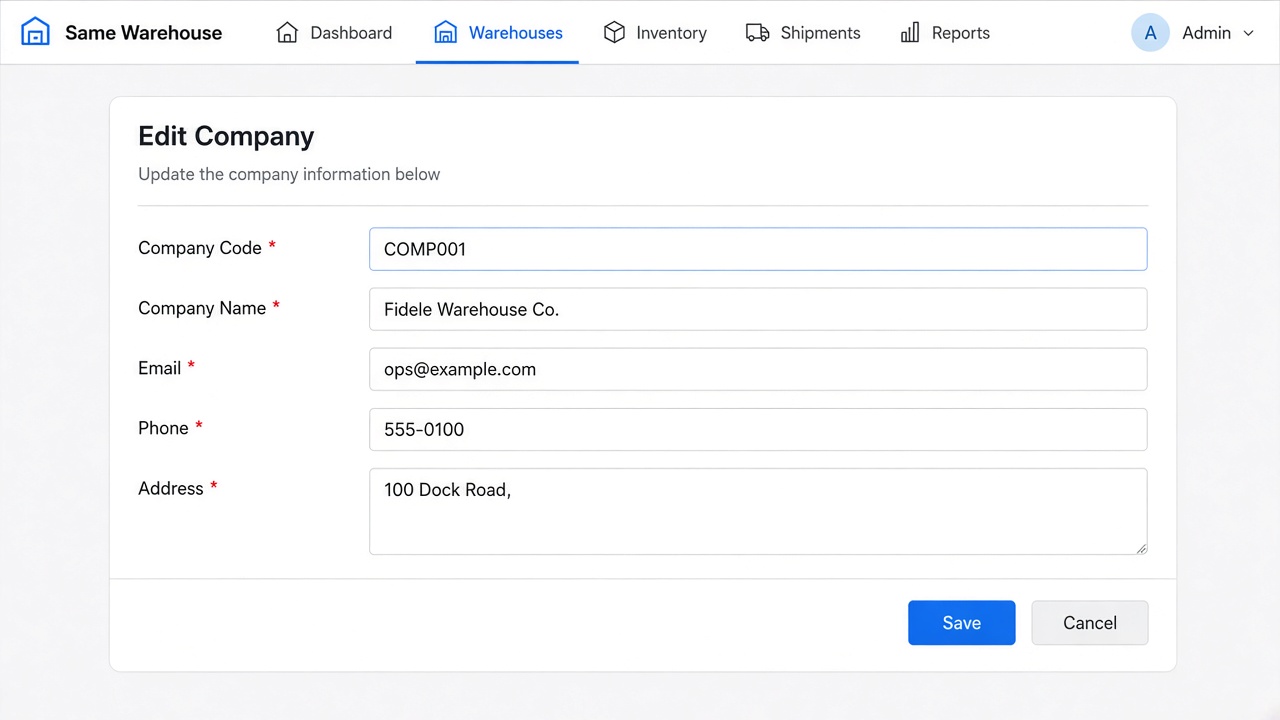 Same Warehouse Dashboard Warehouses Inventory Shipments Reports A Admin
Edit Company
Update the company information below
Company Code * COMP001
Company Name * Fidele Warehouse Co.
Email * ops@example.com
Phone * 555-0100
Address * 100 Dock Road,
Save Cancel